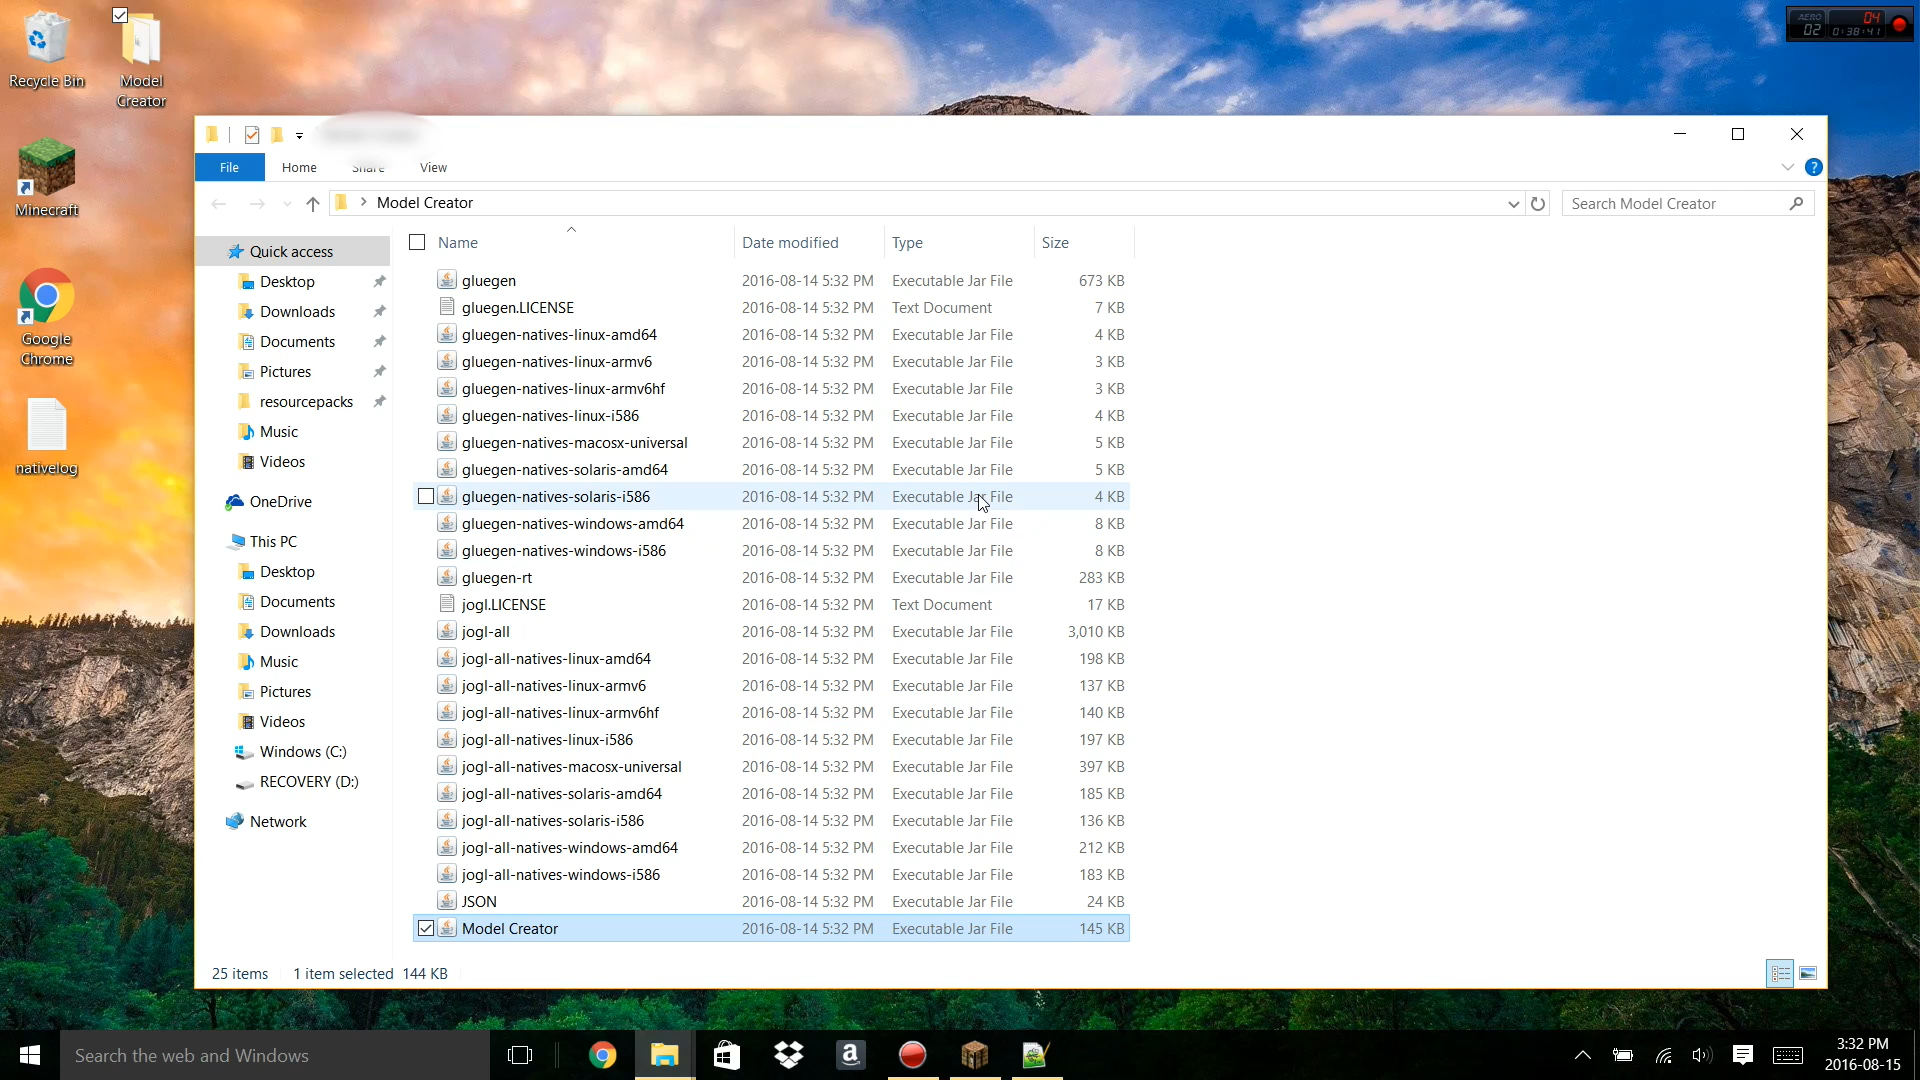 Recycle Bin
Model
Creator
Minecraft
Google
Chrome
nativelog
AERO
02
04
0:38:41
File
Home
Share
View
?
Model Creator
Search Model Creator
Quick access
Desktop
Downloads
Documents
Pictures
resourcepacks
Music
Videos
OneDrive
This PC
Desktop
Documents
Downloads
Music
Pictures
Videos
Windows (C:)
RECOVERY (D:)
Network
Name Date modified Type Size
gluegen 2016-08-14 5:32 PM Executable Jar File 673 KB
gluegen.LICENSE 2016-08-14 5:32 PM Text Document 7 KB
gluegen-natives-linux-amd64 2016-08-14 5:32 PM Executable Jar File 4 KB
gluegen-natives-linux-armv6 2016-08-14 5:32 PM Executable Jar File 3 KB
gluegen-natives-linux-armv6hf 2016-08-14 5:32 PM Executable Jar File 3 KB
gluegen-natives-linux-i586 2016-08-14 5:32 PM Executable Jar File 4 KB
gluegen-natives-macosx-universal 2016-08-14 5:32 PM Executable Jar File 5 KB
gluegen-natives-solaris-amd64 2016-08-14 5:32 PM Executable Jar File 5 KB
gluegen-natives-solaris-i586 2016-08-14 5:32 PM Executable Jar File 4 KB
gluegen-natives-windows-amd64 2016-08-14 5:32 PM Executable Jar File 8 KB
gluegen-natives-windows-i586 2016-08-14 5:32 PM Executable Jar File 8 KB
gluegen-rt 2016-08-14 5:32 PM Executable Jar File 283 KB
jogl.LICENSE 2016-08-14 5:32 PM Text Document 17 KB
jogl-all 2016-08-14 5:32 PM Executable Jar File 3,010 KB
jogl-all-natives-linux-amd64 2016-08-14 5:32 PM Executable Jar File 198 KB
jogl-all-natives-linux-armv6 2016-08-14 5:32 PM Executable Jar File 137 KB
jogl-all-natives-linux-armv6hf 2016-08-14 5:32 PM Executable Jar File 140 KB
jogl-all-natives-linux-i586 2016-08-14 5:32 PM Executable Jar File 197 KB
jogl-all-natives-macosx-universal 2016-08-14 5:32 PM Executable Jar File 397 KB
jogl-all-natives-solaris-amd64 2016-08-14 5:32 PM Executable Jar File 185 KB
jogl-all-natives-solaris-i586 2016-08-14 5:32 PM Executable Jar File 136 KB
jogl-all-natives-windows-amd64 2016-08-14 5:32 PM Executable Jar File 212 KB
jogl-all-natives-windows-i586 2016-08-14 5:32 PM Executable Jar File 183 KB
JSON 2016-08-14 5:32 PM Executable Jar File 24 KB
Model Creator 2016-08-14 5:32 PM Executable Jar File 145 KB
25 items 1 item selected 144 KB
Search the web and Windows
a
3:32 PM
2016-08-15